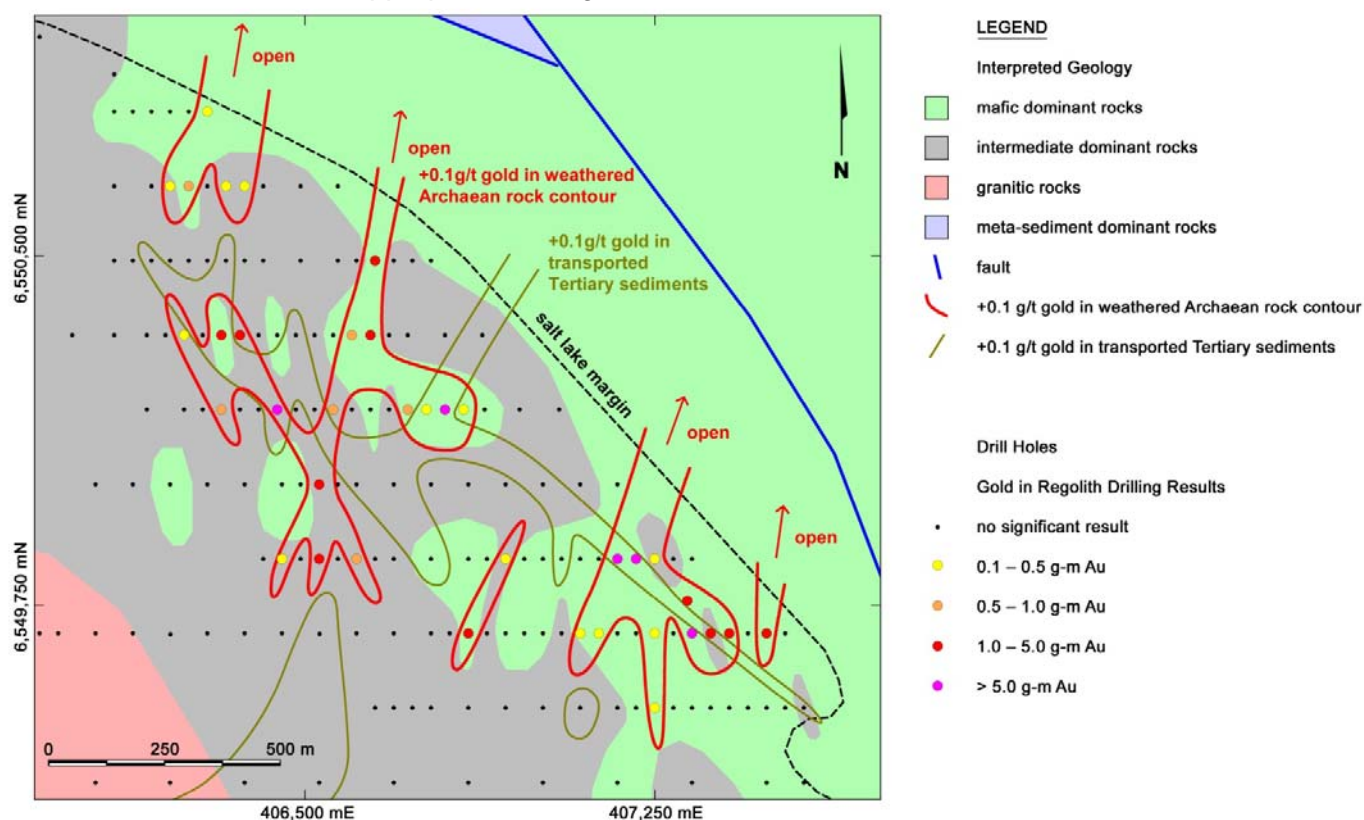 open
open
+0.1g/t gold in weathered
Archaean rock contour
+0.1g/t gold in
transported
Tertiary sediments
salt lake margin
open
open
N
6,550,500 mN
6,549,750 mN
0 250 500 m
406,500 mE
407,250 mE
LEGEND
Interpreted Geology
mafic dominant rocks
intermediate dominant rocks
granitic rocks
meta-sediment dominant rocks
fault
+0.1 g/t gold in weathered Archaean rock contour
+0.1 g/t gold in transported Tertiary sediments
Drill Holes
Gold in Regolith Drilling Results
no significant result
0.1 – 0.5 g-m Au
0.5 – 1.0 g-m Au
1.0 – 5.0 g-m Au
> 5.0 g-m Au